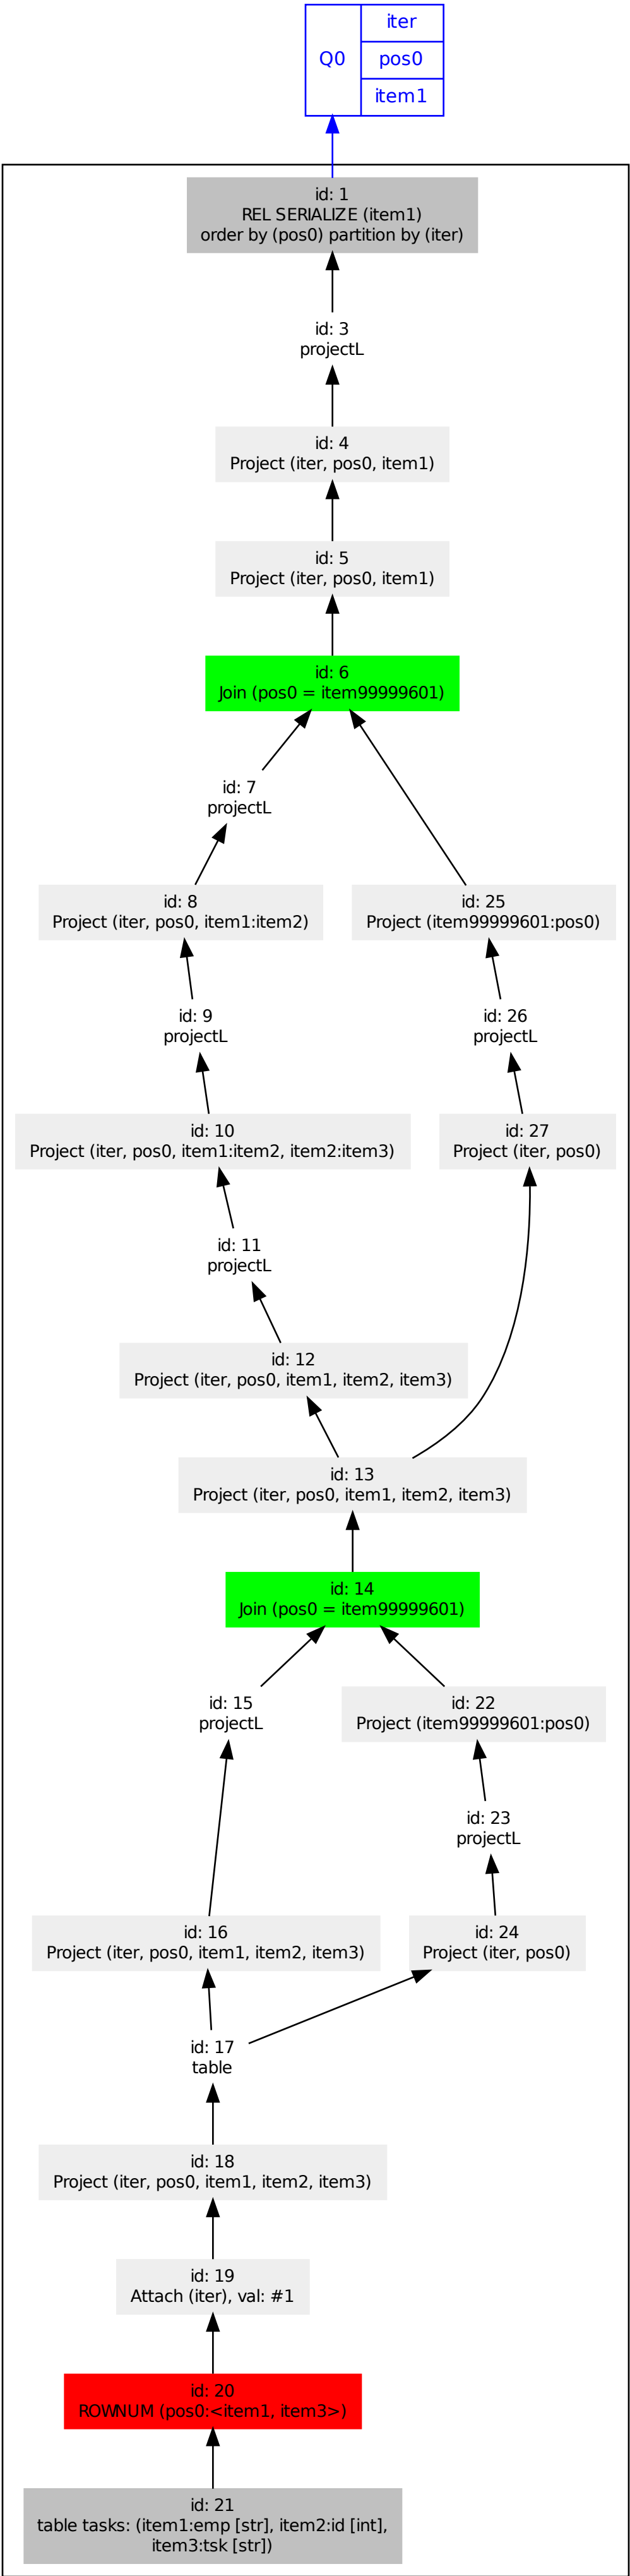 Q0
iter
pos0
item1
id: 1
REL SERIALIZE (item1)
order by (pos0) partition by (iter)
id: 3
projectL
id: 4
Project (iter, pos0, item1)
id: 5
Project (iter, pos0, item1)
id: 6
Join (pos0 = item99999601)
id: 7
projectL
id: 8
Project (iter, pos0, item1:item2)
id: 25
Project (item99999601:pos0)
id: 9
projectL
id: 26
projectL
id: 10
Project (iter, pos0, item1:item2, item2:item3)
id: 27
Project (iter, pos0)
id: 11
projectL
id: 12
Project (iter, pos0, item1, item2, item3)
id: 13
Project (iter, pos0, item1, item2, item3)
id: 14
Join (pos0 = item99999601)
id: 15
projectL
id: 22
Project (item99999601:pos0)
id: 23
projectL
id: 16
Project (iter, pos0, item1, item2, item3)
id: 24
Project (iter, pos0)
id: 17
table
id: 18
Project (iter, pos0, item1, item2, item3)
id: 19
Attach (iter), val: #1
id: 20
ROWNUM (pos0:<item1, item3>)
id: 21
table tasks: (item1:emp [str], item2:id [int],
item3:tsk [str])